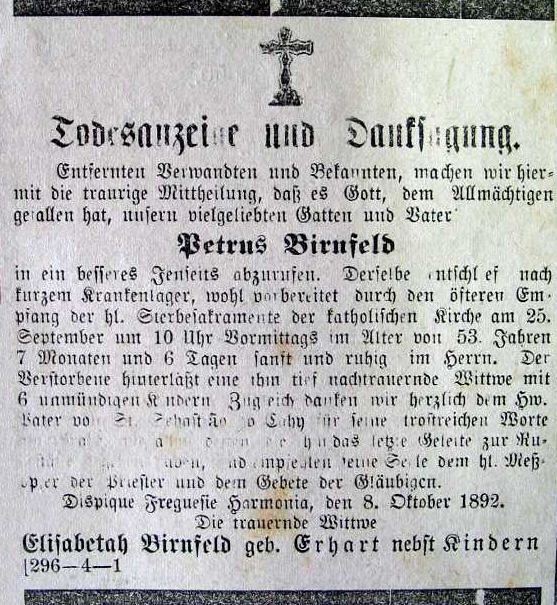 Todesanzeige und Danksagung.
Entfernten Verwandten und Bekannten, machen wir hier-
mit die traurige Mittheilung, daß es Gott, dem Allmächtigen
gefallen hat, unsern vielgeliebten Gatten und Vater
Petrus Birnfeld
in ein besseres Jenseits abzurufen. Derselbe entschlief nach
kurzem Krankenlager, wohl vorbereitet durch den öfteren Em-
pfang der hl. Sterbesakramente der katholischen Kirche am 25.
September um 10 Uhr Vormittags im Alter von 53. Jahren
7 Monaten und 6 Tagen sanft und ruhig im Herrn. Der
Verstorbene hinterläßt eine ihm tief nachtrauernde Wittwe mit
6 unmündigen Kindern Zugleich danken wir herzlich dem Hw.
Vater von St. Sebastião do Cahy für seine trostreichen Worte
das letzte Geleite zur Ru-
und empfehlen seine Seele dem hl. Meß-
opfer der Priester und dem Gebete der Gläubigen.
Dispique Freguesie Harmonia, den 8. Oktober 1892.
Die trauernde Wittwe
Elisabetah Birnfeld geb. Erhart nebst Kindern
[296—4—1